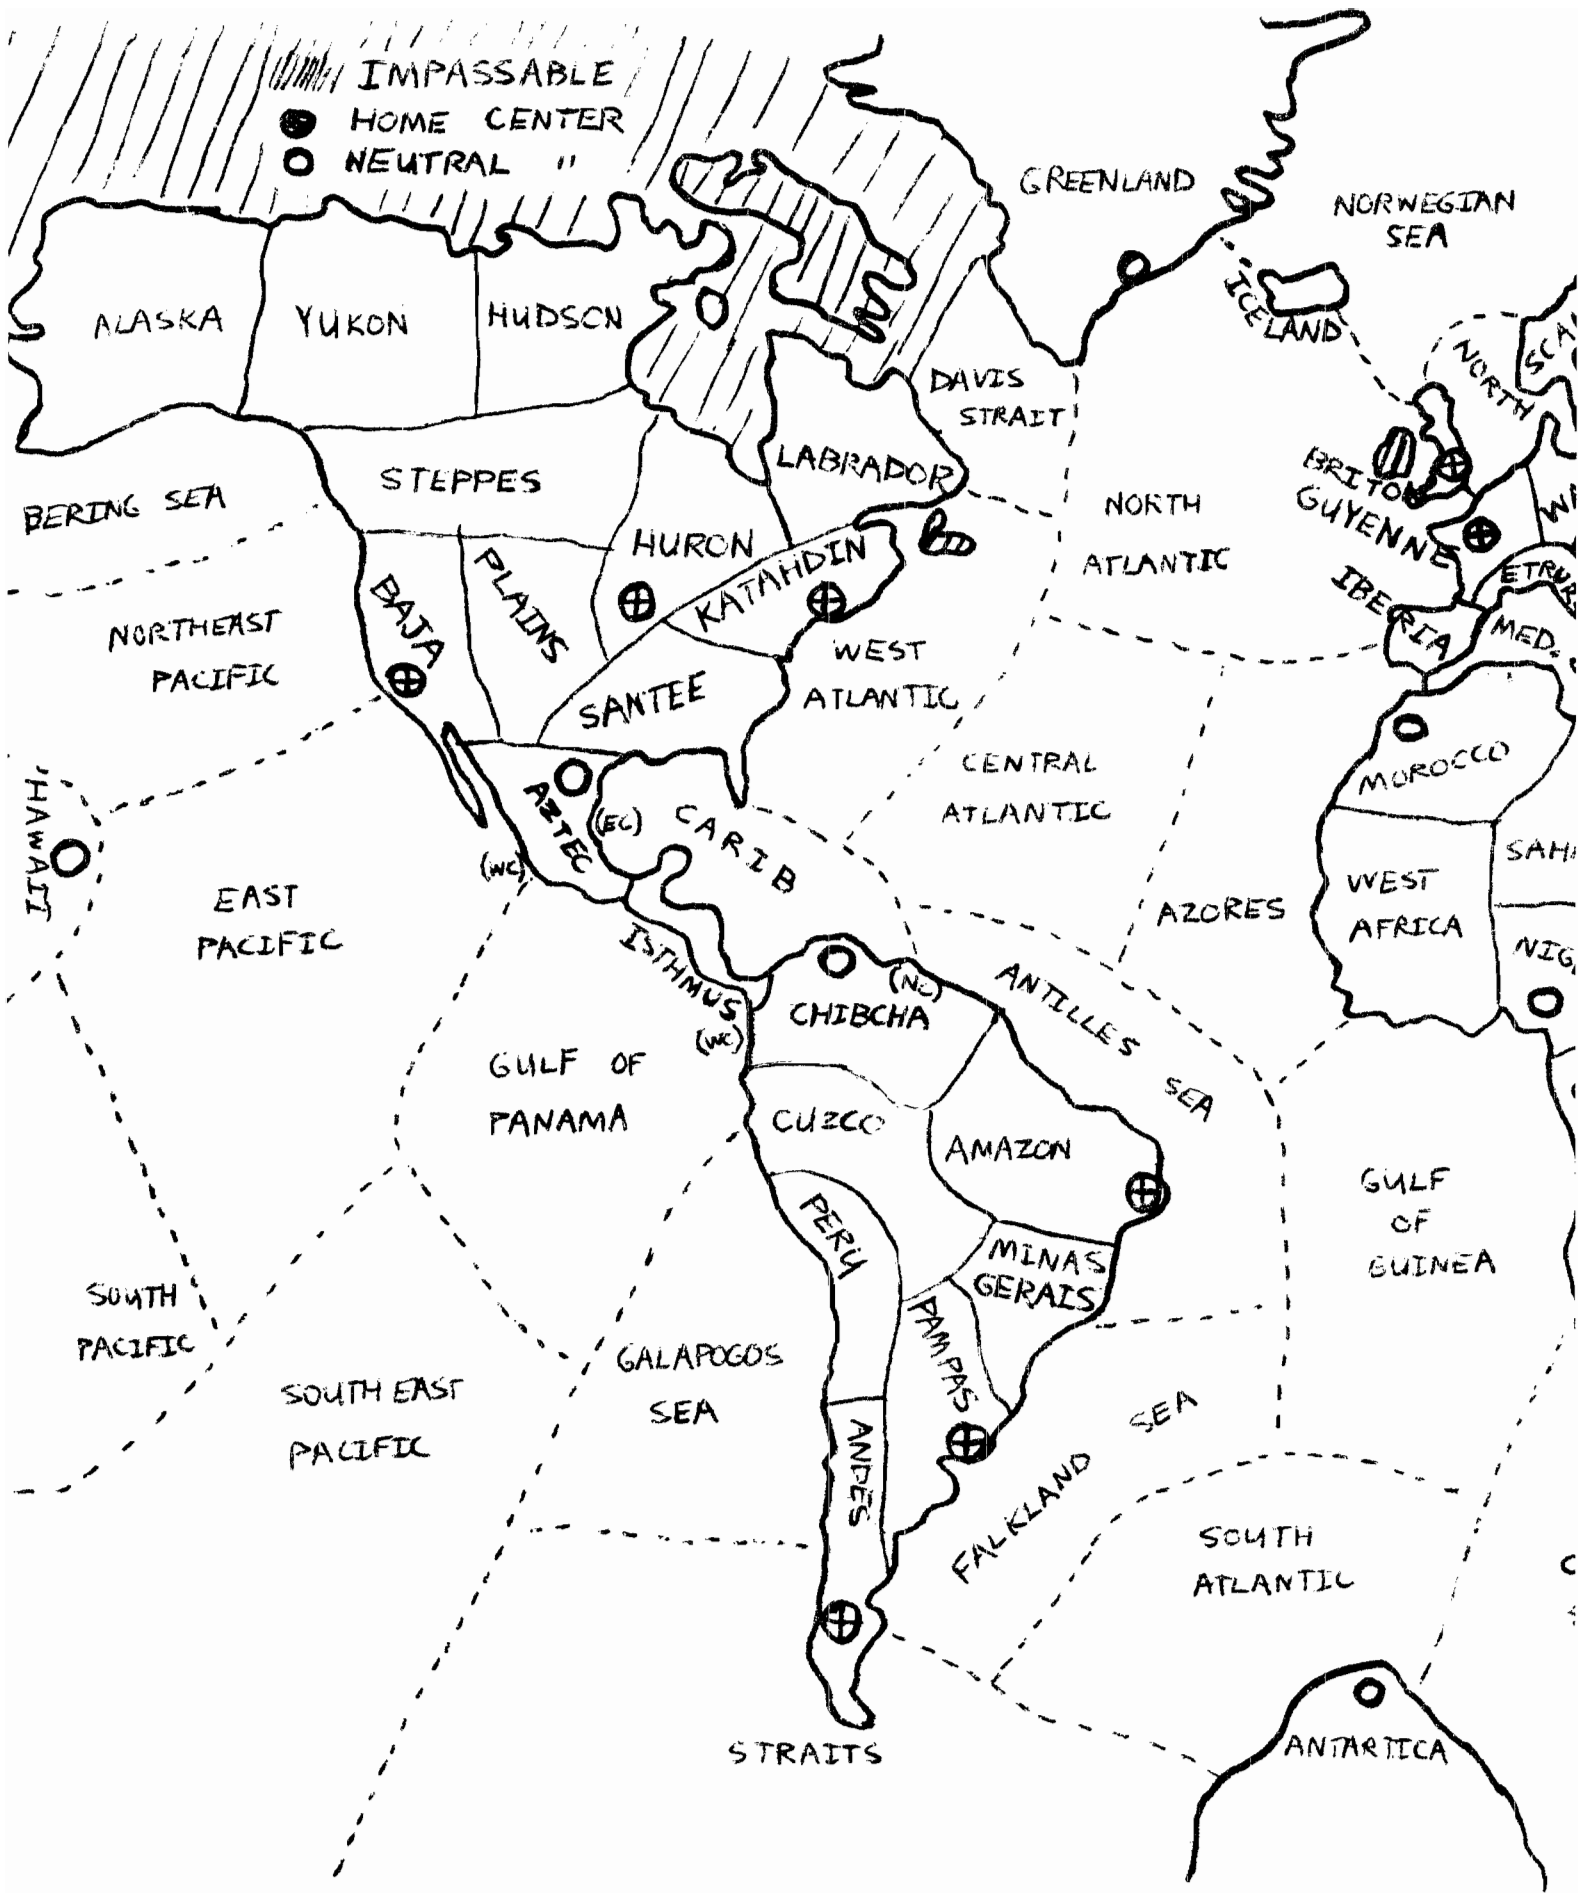 IMPASSABLE
HOME CENTER
NEUTRAL "
GREENLAND
NORWEGIAN
SEA
ICELAND
ALASKA
YUKON
HUDSON
DAVIS
STRAIT
NORTH
STEPPES
LABRADOR
BERING SEA
NORTH
ATLANTIC
BRITON
GUYENNE
HURON
KATAHDIN
BAJA
PLAINS
IBERIA
MED.
NORTHEAST
PACIFIC
WEST
ATLANTIC
SANTEE
MOROCCO
CENTRAL
ATLANTIC
HAWAII
AZTEC
(EC)
CARIB
(WC)
WEST
AFRICA
EAST
PACIFIC
AZORES
ISTHMUS
(NC)
CHIBCHA
(WC)
ANTILLES
SEA
GULF OF
PANAMA
CUZCO
AMAZON
GULF
OF
GUINEA
PERU
MINAS
GERAIS
SOUTH
PACIFIC
PAMPAS
GALAPOGOS
SEA
SOUTH EAST
PACIFIC
ANDES
FALKLAND SEA
SOUTH
ATLANTIC
STRAITS
ANTARTICA